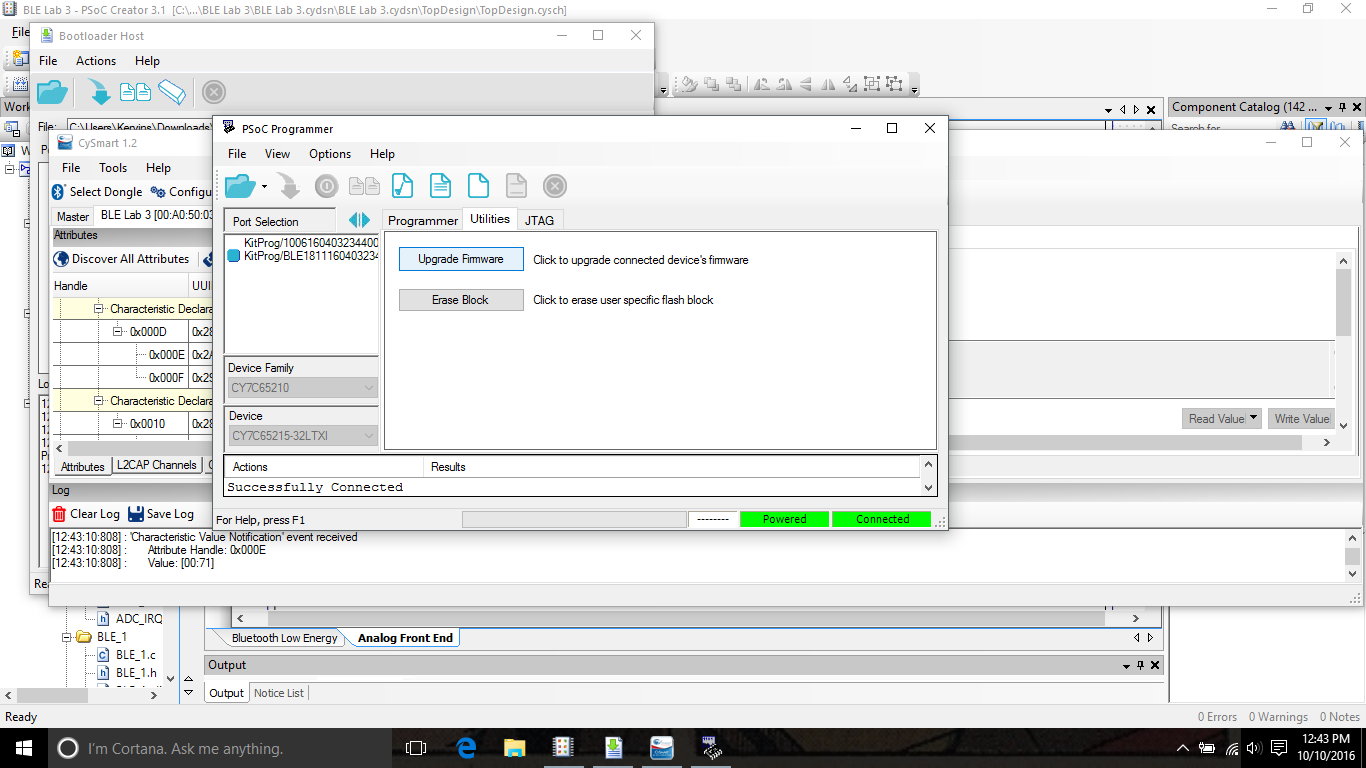 BLE Lab 3 - PSoC Creator 3.1 [C:\...\BLE Lab 3\BLE Lab 3.cydsn\BLE Lab 3.cydsn\TopDesign\TopDesign.cysch]
Bootloader Host
File Actions Help
File: C:\Users\Kervins\Downloads\
Component Catalog (142 ...
Search for
CySmart 1.2
File Tools Help
Select Dongle Configu
Master BLE Lab 3 [00:A0:50:03
Attributes
Discover All Attributes
Handle UUI
Characteristic Declara
0x000D 0x28
0x000E 0x2A
0x000F 0x29
Characteristic Declara
0x0010 0x28
Attributes L2CAP Channels
Read Value Write Value
PSoC Programmer
File View Options Help
Port Selection
Programmer Utilities JTAG
KitProg/1006160403234400
KitProg/BLE1811160403234
Upgrade Firmware Click to upgrade connected device's firmware
Erase Block Click to erase user specific flash block
Device Family
CY7C65210
Device
CY7C65215-32LTXI
Actions Results
Successfully Connected
For Help, press F1 -------- Powered Connected
Log
Clear Log Save Log
[12:43:10:808] : 'Characteristic Value Notification' event received
[12:43:10:808] : Attribute Handle: 0x000E
[12:43:10:808] : Value: [00:71]
ADC_IRQ
BLE_1
BLE_1.c
BLE_1.h
Bluetooth Low Energy Analog Front End
Output
Output Notice List
Ready 0 Errors 0 Warnings 0 Notes
I'm Cortana. Ask me anything.
12:43 PM
10/10/2016